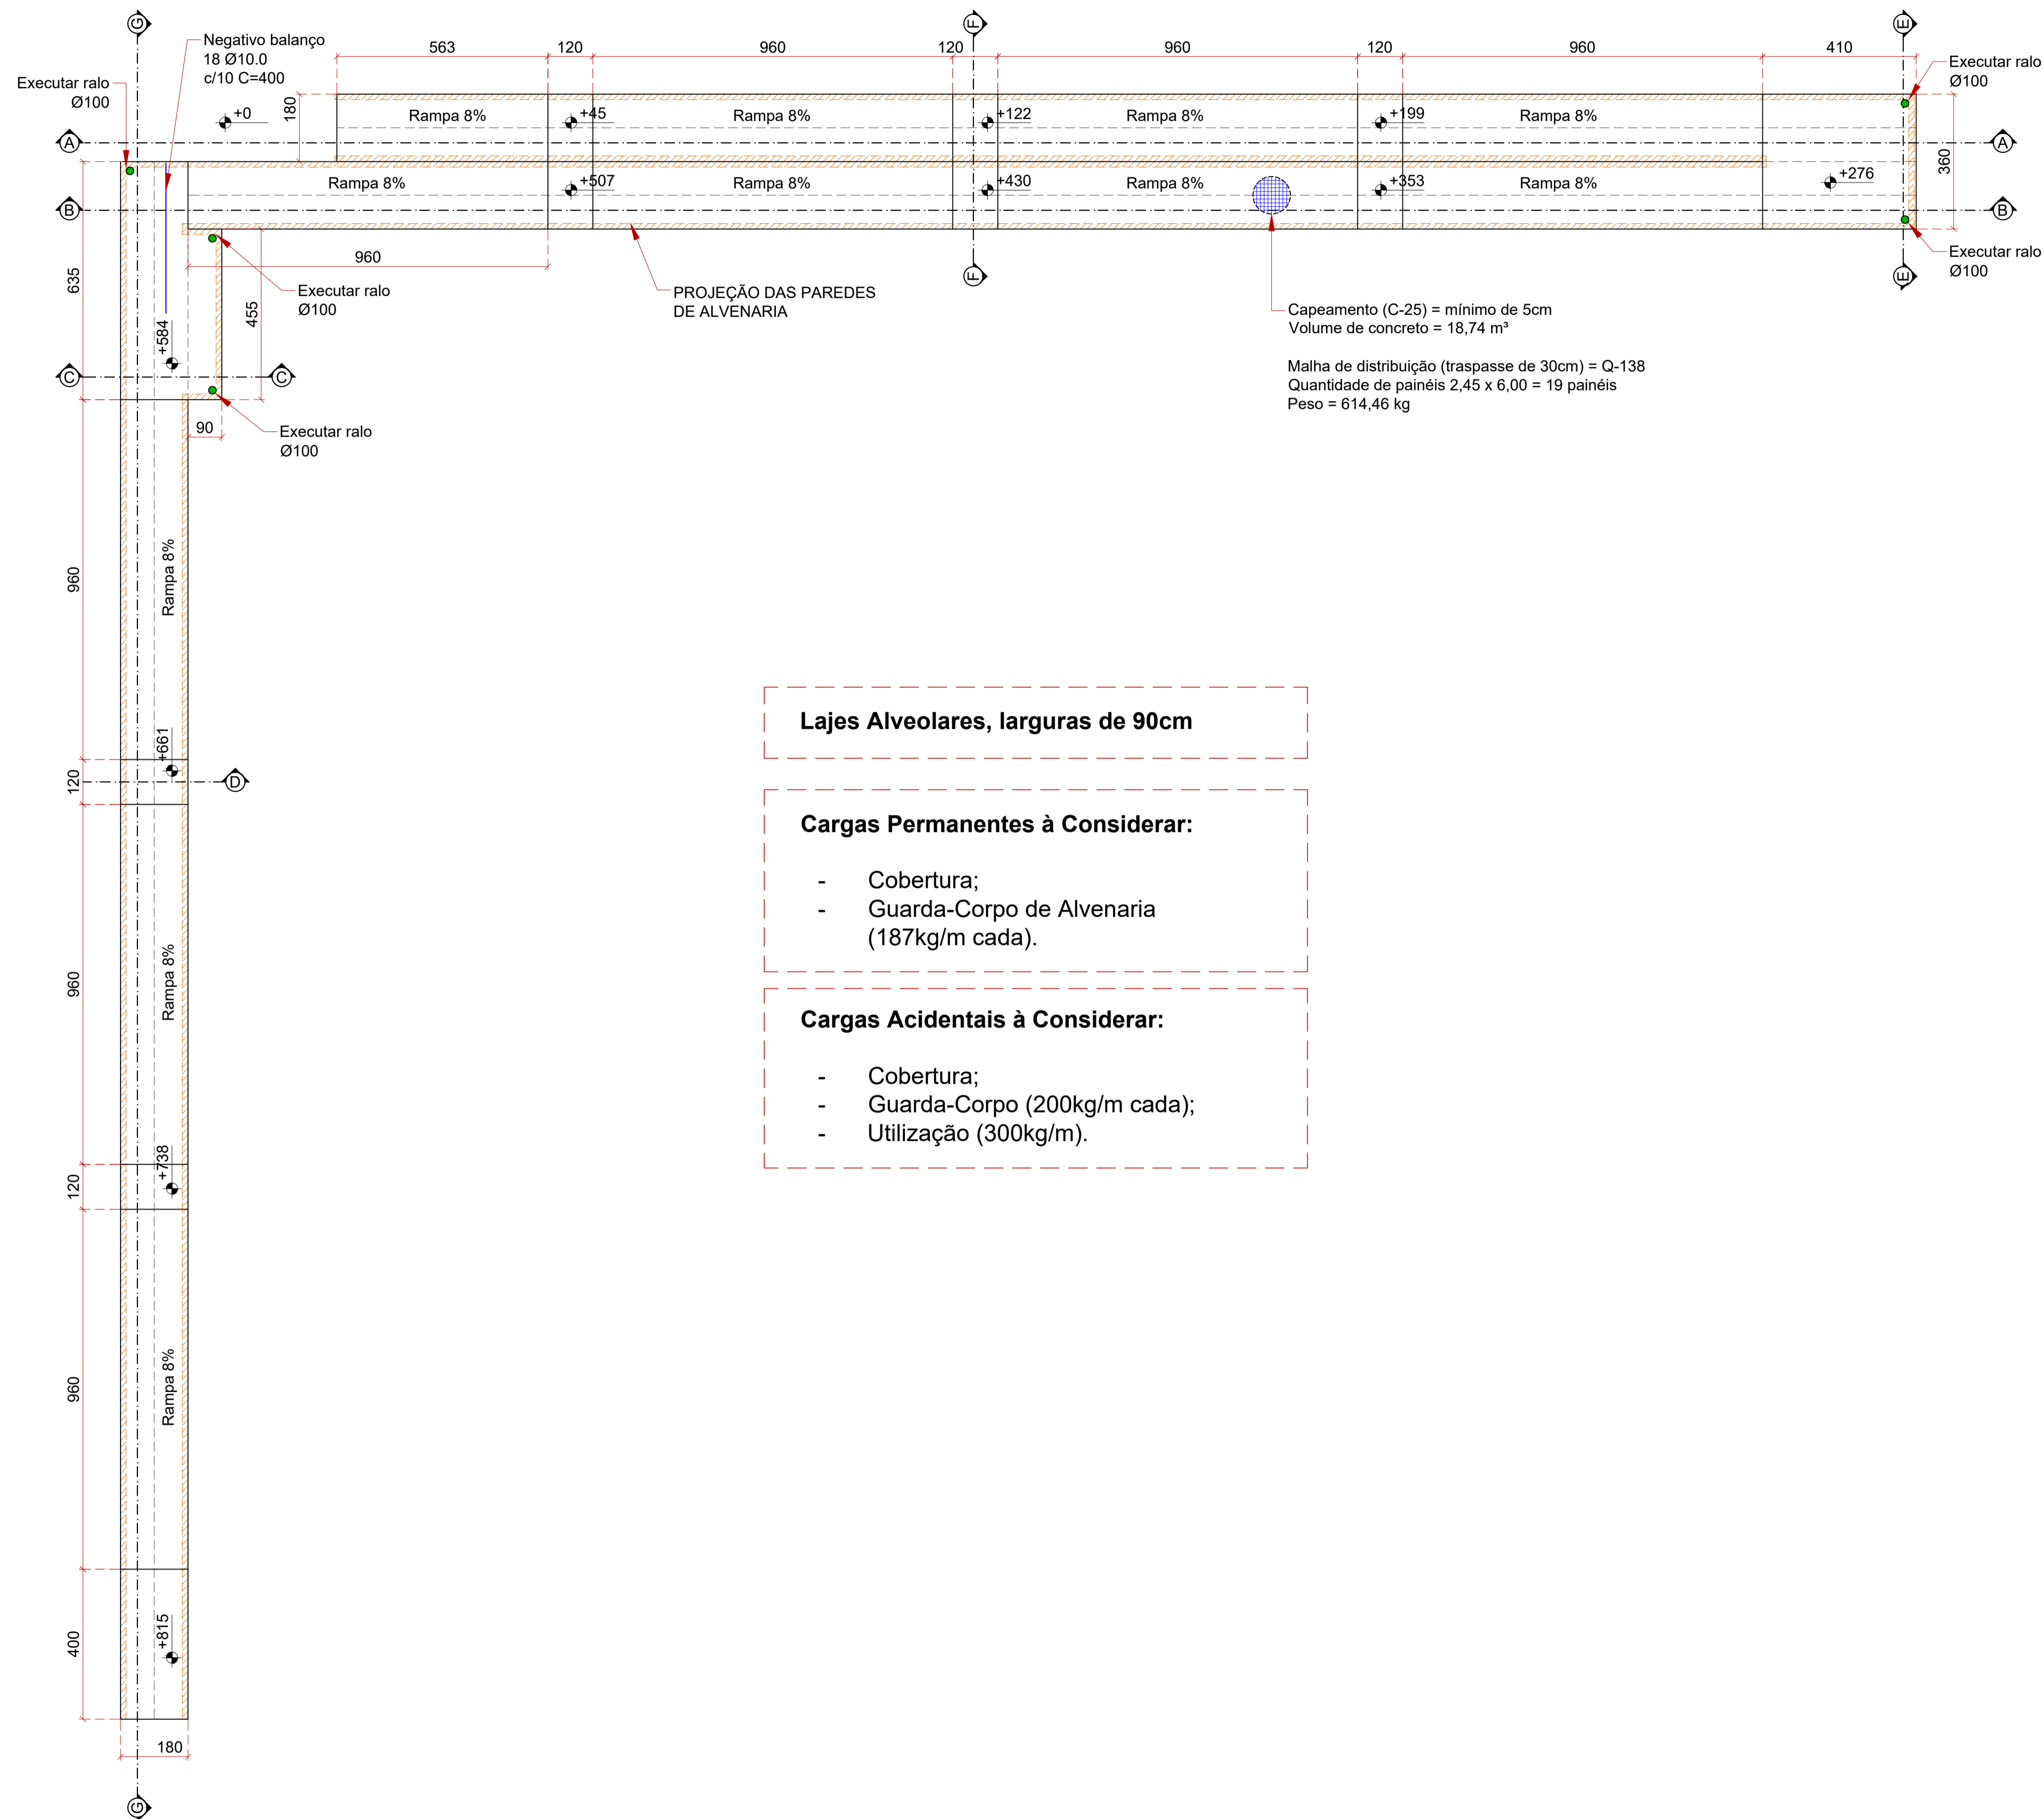 G
F
E
Negativo balanço
18 Ø10.0
c/10 C=400
563
120
960
120
960
120
960
410
Executar ralo
Ø100
Executar ralo
Ø100
180
+0
Rampa 8%
+45
Rampa 8%
+122
Rampa 8%
+199
Rampa 8%
A
A
360
Rampa 8%
+507
Rampa 8%
+430
Rampa 8%
+353
Rampa 8%
+276
B
B
635
960
455
F
E
Executar ralo
Ø100
Executar ralo
Ø100
PROJEÇÃO DAS PAREDES
DE ALVENARIA
Capeamento (C-25) = mínimo de 5cm
Volume de concreto = 18,74 m³
Malha de distribuição (traspasse de 30cm) = Q-138
Quantidade de painéis 2,45 x 6,00 = 19 painéis
Peso = 614,46 kg
+584
C
C
90
Executar ralo
Ø100
960
Rampa 8%
+661
120
D
Lajes Alveolares, larguras de 90cm
Cargas Permanentes à Considerar:
- Cobertura;
- Guarda-Corpo de Alvenaria
(187kg/m cada).
Cargas Acidentais à Considerar:
- Cobertura;
- Guarda-Corpo (200kg/m cada);
- Utilização (300kg/m).
960
Rampa 8%
+738
120
960
Rampa 8%
400
+815
180
G